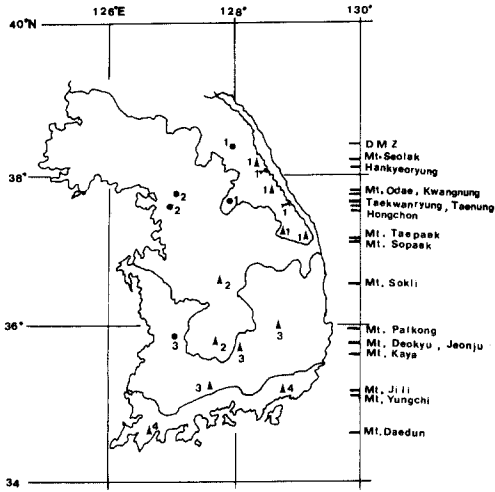 126°E
128°
130°
40°N
38°
36°
34
1
1
1
1
1
1
1
1
2
2
2
2
3
3
3
3
4
4
DMZ
Mt-Seolak
Hankyeoryung
Mt. Odae, Kwangnung
Taekwanryung, Taenung
Hongchon
Mt. Taepaek
Mt. Sopaek
Mt. Sokli
Mt. Palkong
Mt. Deokyu, Jeonju
Mt. Kaya
Mt. Jili
Mt. Yungchi
Mt. Daedun